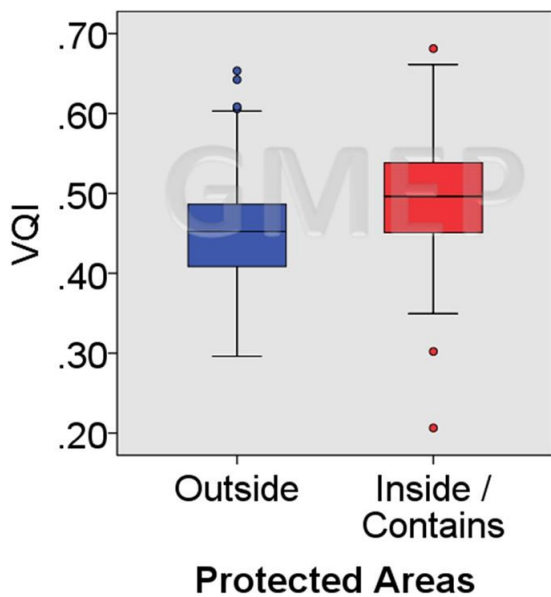 .70
.60
.50
.40
.30
.20
VQI
GMEP
Outside
Inside /
Contains
Protected Areas